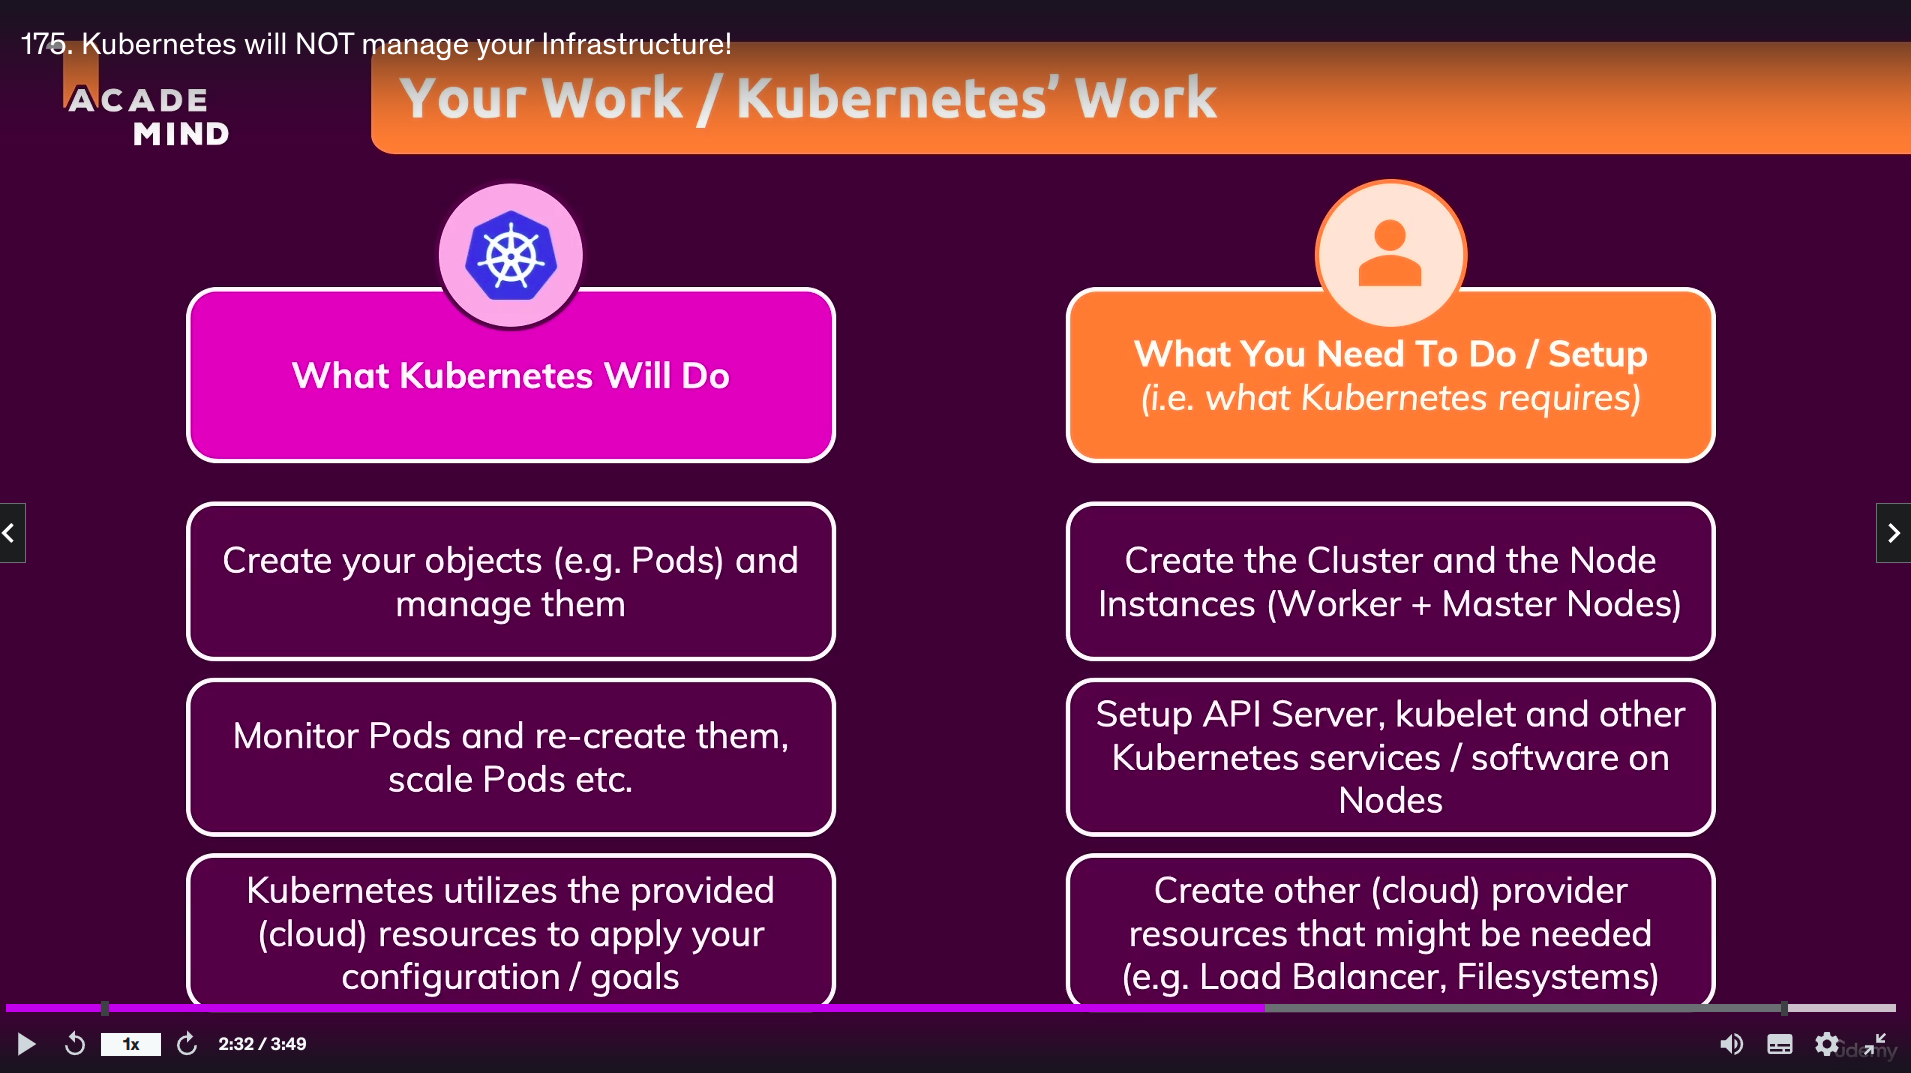 175. Kubernetes will NOT manage your Infrastructure!
ACADE
MIND
Your Work / Kubernetes' Work
What Kubernetes Will Do
What You Need To Do / Setup
(i.e. what Kubernetes requires)
Create your objects (e.g. Pods) and
manage them
Create the Cluster and the Node
Instances (Worker + Master Nodes)
Monitor Pods and re-create them,
scale Pods etc.
Setup API Server, kubelet and other
Kubernetes services / software on
Nodes
Kubernetes utilizes the provided
(cloud) resources to apply your
configuration / goals
Create other (cloud) provider
resources that might be needed
(e.g. Load Balancer, Filesystems)
1x
2:32 / 3:49
udemy